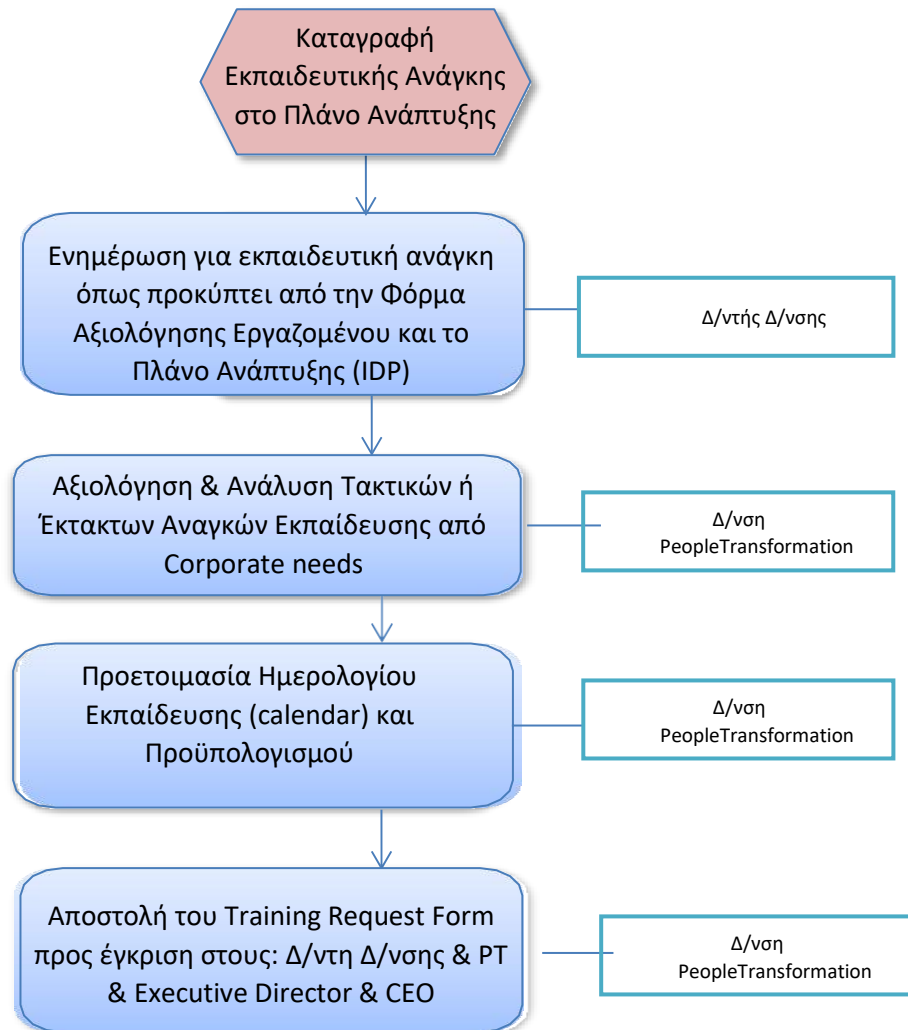 Καταγραφή
Εκπαιδευτικής Ανάγκης
στο Πλάνο Ανάπτυξης
Ενημέρωση για εκπαιδευτική ανάγκη
όπως προκύπτει από την Φόρμα
Αξιολόγησης Εργαζομένου και το
Πλάνο Ανάπτυξης (IDP)
Δ/ντής Δ/νσης
Αξιολόγηση & Ανάλυση Τακτικών ή
Έκτακτων Αναγκών Εκπαίδευσης από
Corporate needs
Δ/νση
PeopleTransformation
Προετοιμασία Ημερολογίου
Εκπαίδευσης (calendar) και
Προϋπολογισμού
Δ/νση
PeopleTransformation
Αποστολή του Training Request Form
προς έγκριση στους: Δ/ντη Δ/νσης & PT
& Executive Director & CEO
Δ/νση
PeopleTransformation